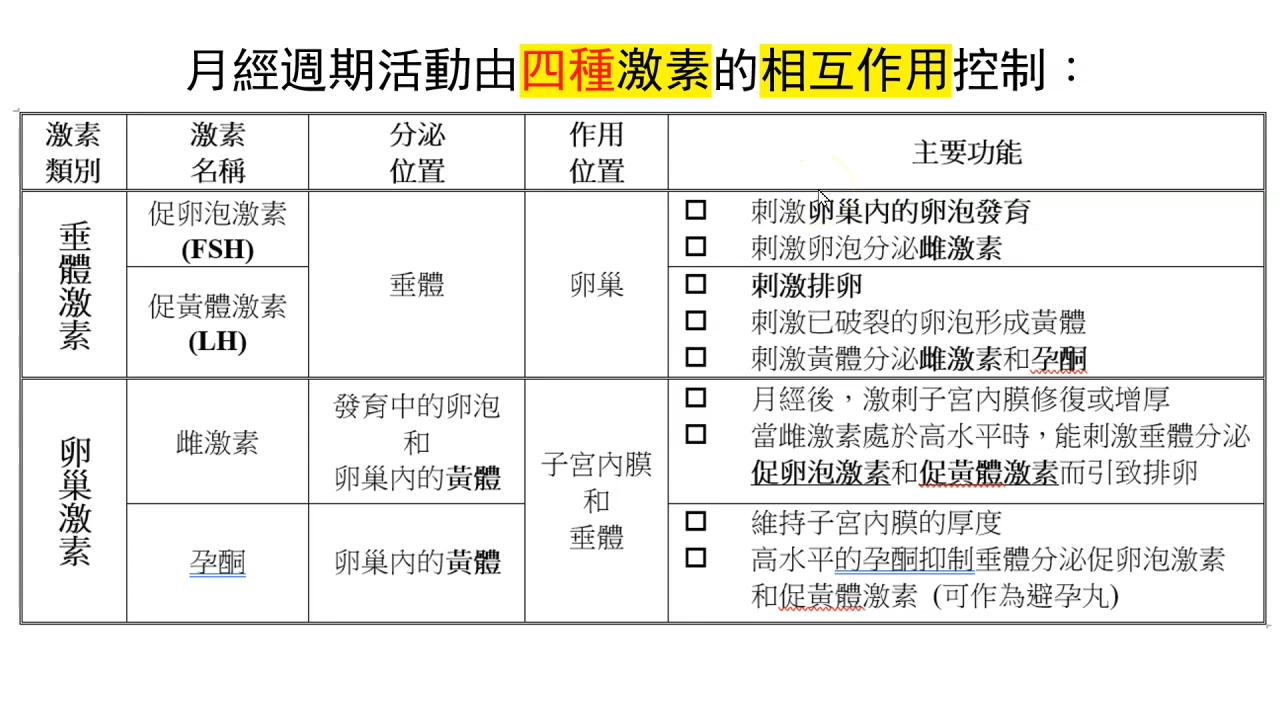 月經週期活動由四種激素的相互作用控制：
激素類別
激素名稱
分泌位置
作用位置
主要功能
垂體激素
促卵泡激素
(FSH)
垂體
卵巢
刺激卵巢內的卵泡發育
刺激卵泡分泌雌激素
促黃體激素
(LH)
刺激排卵
刺激已破裂的卵泡形成黃體
刺激黃體分泌雌激素和孕酮
卵巢激素
雌激素
發育中的卵泡
和
卵巢內的黃體
子宮內膜
和
垂體
月經後，激刺子宮內膜修復或增厚
當雌激素處於高水平時，能刺激垂體分泌
促卵泡激素和促黃體激素而引致排卵
孕酮
卵巢內的黃體
維持子宮內膜的厚度
高水平的孕酮抑制垂體分泌促卵泡激素
和促黃體激素 (可作為避孕丸)